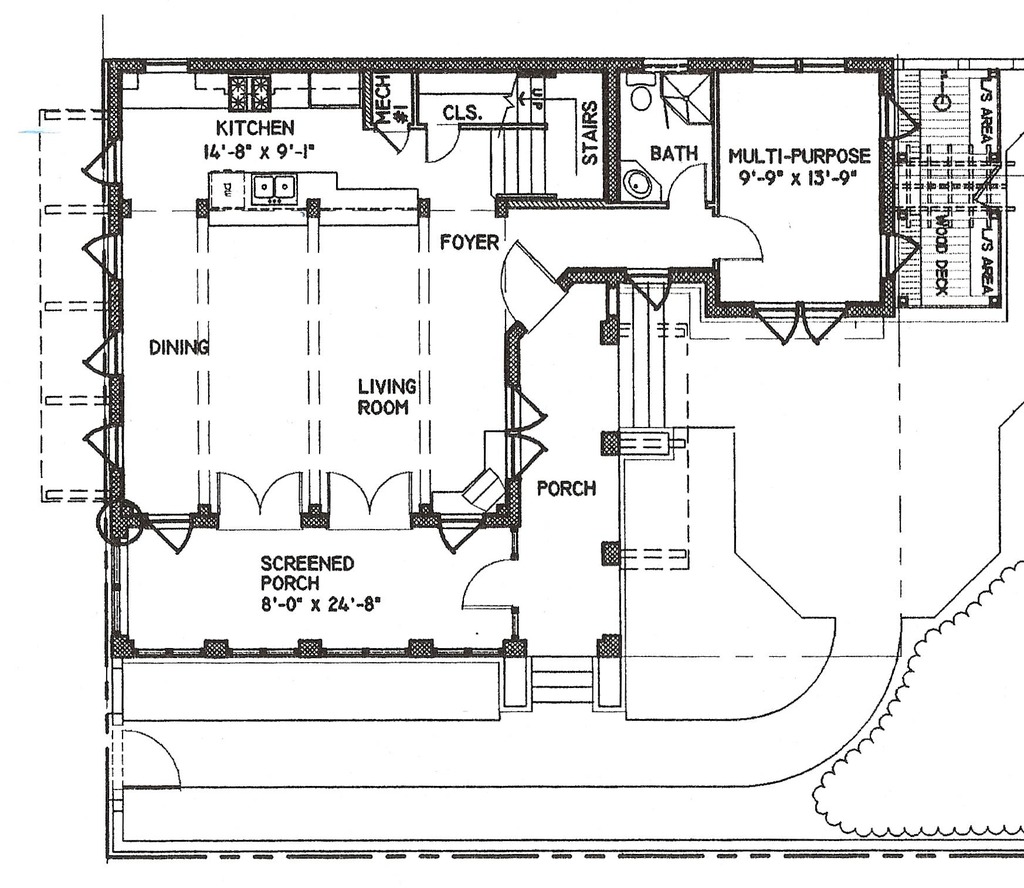 MECH
#1
CLS.
UP
STAIRS
KITCHEN
14'-8" X 9'-1"
BATH
MULTI-PURPOSE
9'-9" X 13'-9"
L/S AREA
WOOD DECK
L/S AREA
FOYER
DINING
LIVING
ROOM
PORCH
SCREENED
PORCH
8'-0" X 24'-8"